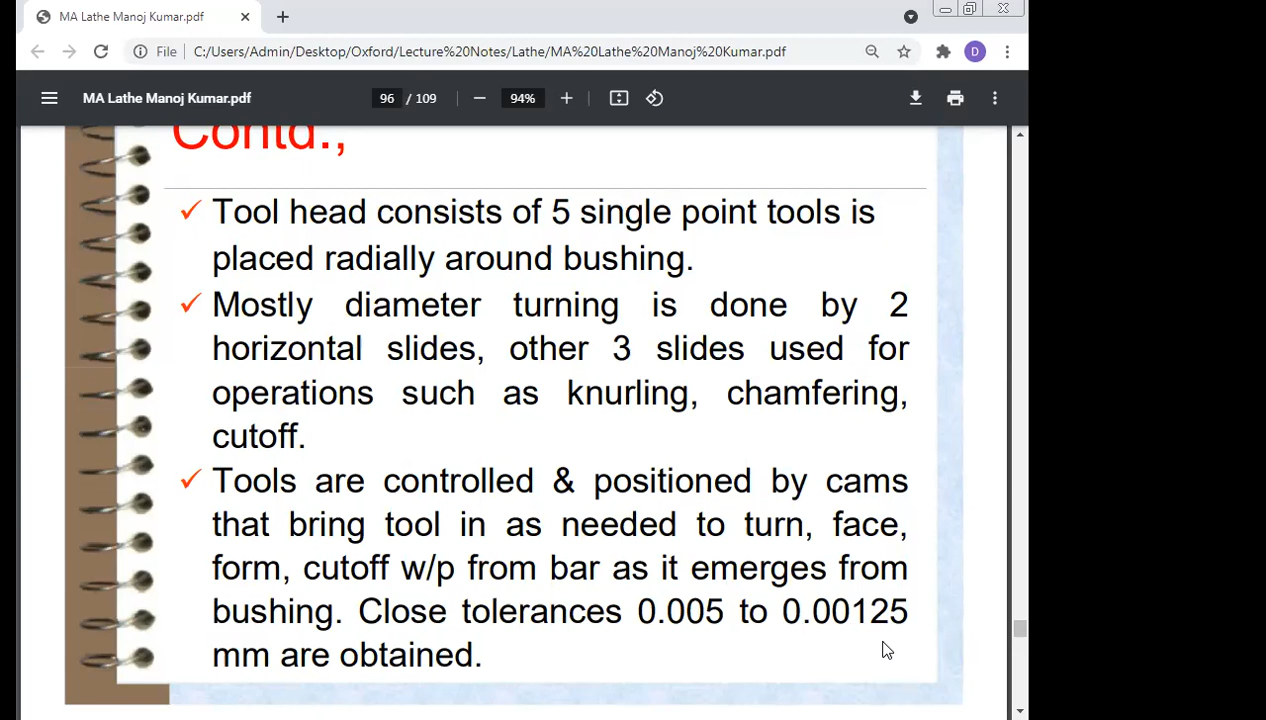 MA Lathe Manoj Kumar.pdf
File C:/Users/Admin/Desktop/Oxford/Lecture%20Notes/Lathe/MA%20Lathe%20Manoj%20Kumar.pdf
D
MA Lathe Manoj Kumar.pdf 96 / 109 94%
Contd.,
Tool head consists of 5 single point tools is
placed radially around bushing.
Mostly diameter turning is done by 2
horizontal slides, other 3 slides used for
operations such as knurling, chamfering,
cutoff.
Tools are controlled & positioned by cams
that bring tool in as needed to turn, face,
form, cutoff w/p from bar as it emerges from
bushing. Close tolerances 0.005 to 0.00125
mm are obtained.